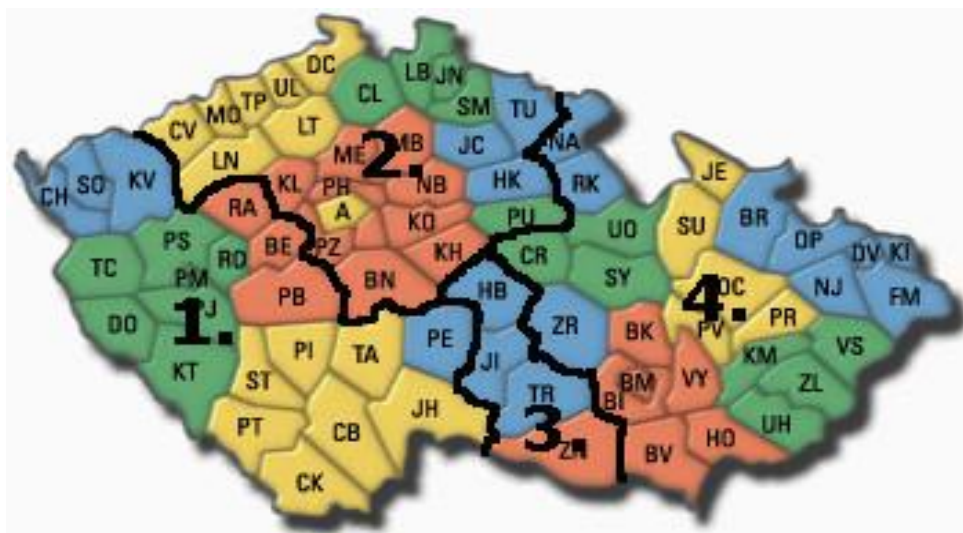 DC
UL
TP
MO
CV
LT
LN
CL
LB
JN
SM
TU
JC
NA
HK
RK
ME
MB
2.
KL
PH
NB
A
KO
PU
RA
BE
PZ
KH
BN
PB
CH
SO
KV
TC
PS
RO
PM
PJ
1.
DO
KT
ST
PI
TA
PT
CB
CK
JH
PE
HB
JI
TR
3.
ZN
CR
UO
SY
ZR
JE
SU
BR
OP
DV
KI
OC
4.
NJ
FM
PV
PR
BK
BM
BI
VY
KM
VS
ZL
UH
HO
BV